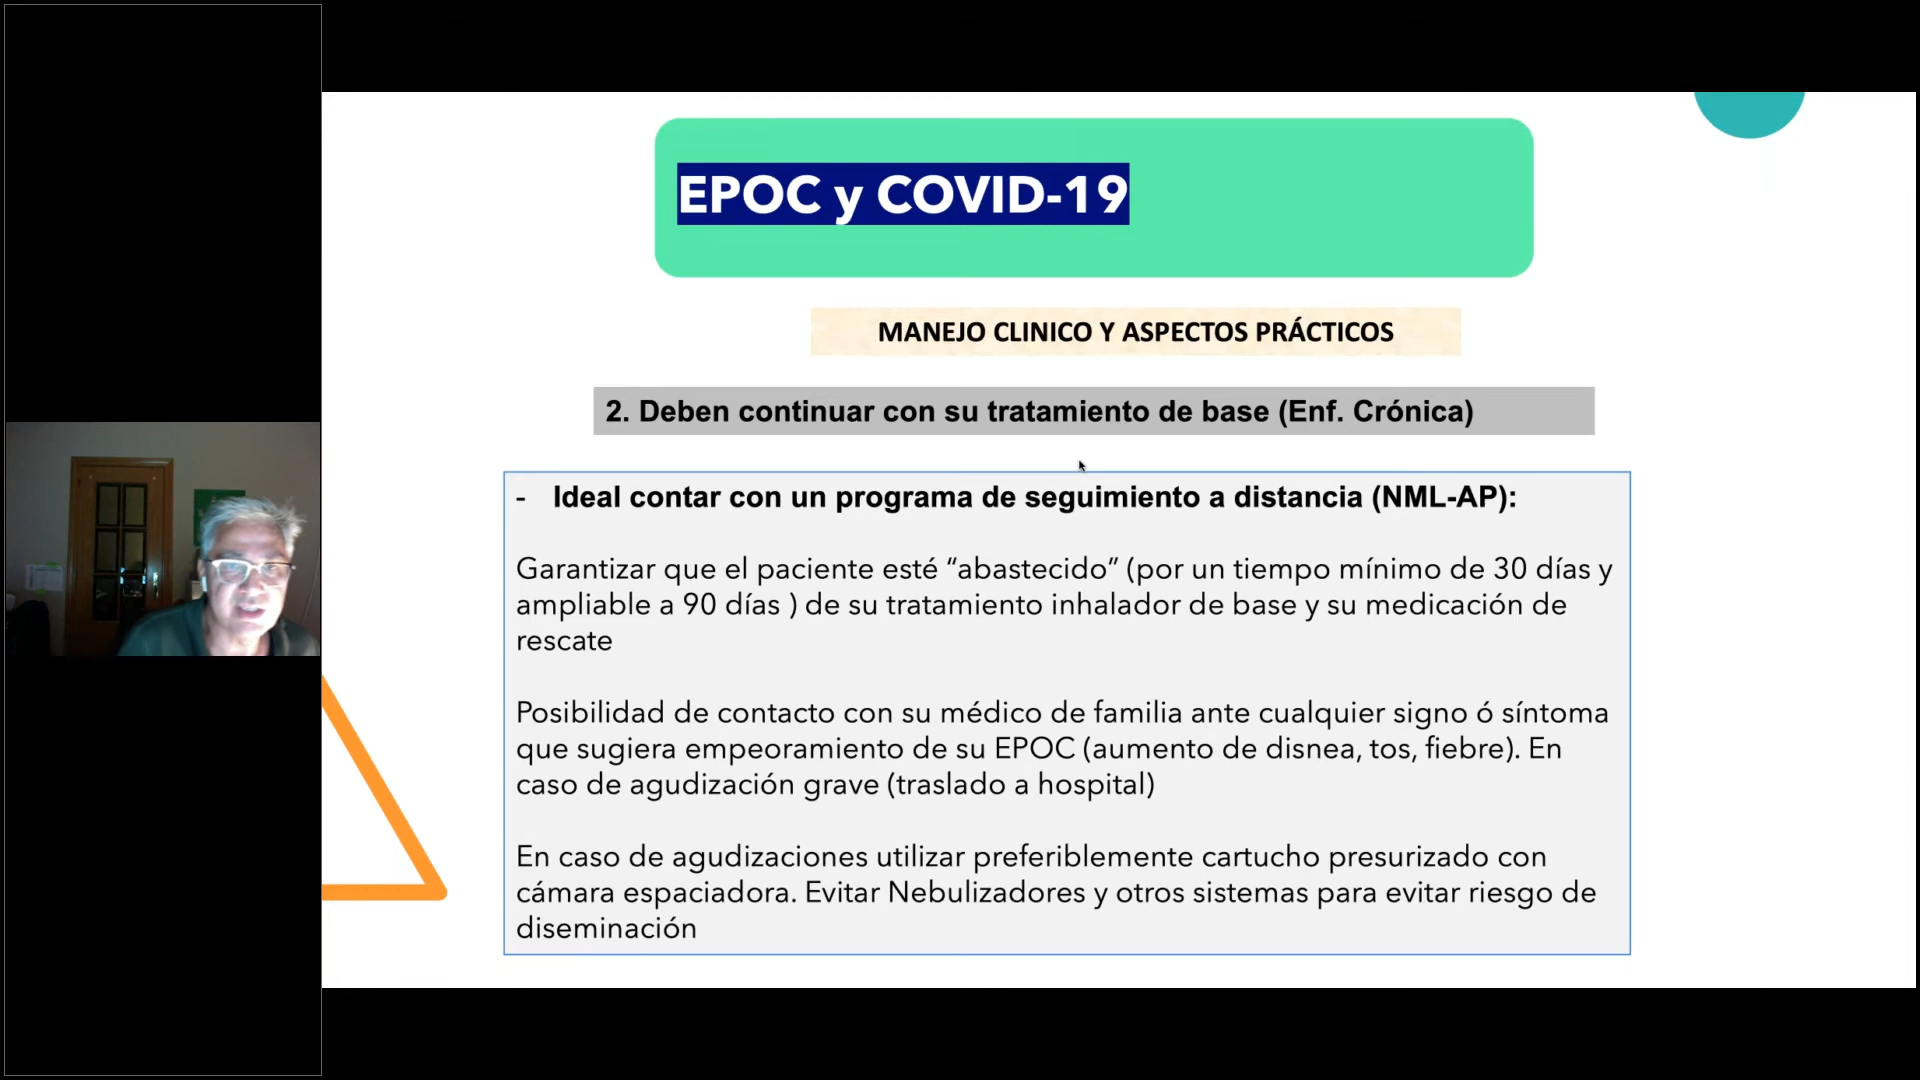 EPOC y COVID-19
MANEJO CLINICO Y ASPECTOS PRÁCTICOS
2. Deben continuar con su tratamiento de base (Enf. Crónica)
- Ideal contar con un programa de seguimiento a distancia (NML-AP):
Garantizar que el paciente esté “abastecido” (por un tiempo mínimo de 30 días y
ampliable a 90 días ) de su tratamiento inhalador de base y su medicación de
rescate
Posibilidad de contacto con su médico de familia ante cualquier signo ó síntoma
que sugiera empeoramiento de su EPOC (aumento de disnea, tos, fiebre). En
caso de agudización grave (traslado a hospital)
En caso de agudizaciones utilizar preferiblemente cartucho presurizado con
cámara espaciadora. Evitar Nebulizadores y otros sistemas para evitar riesgo de
diseminación